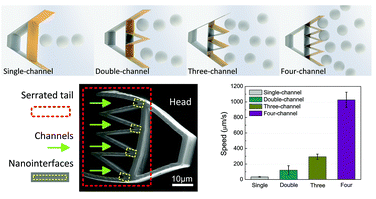 Single-channel
Double-channel
Three-channel
Four-channel
Serrated tail
Channels
Nanointerfaces
Head
10μm
Speed (μm/s)
1200
1000
800
600
400
200
0
Single-channel
Double-channel
Three-channel
Four-channel
Single
Double
Three
Four